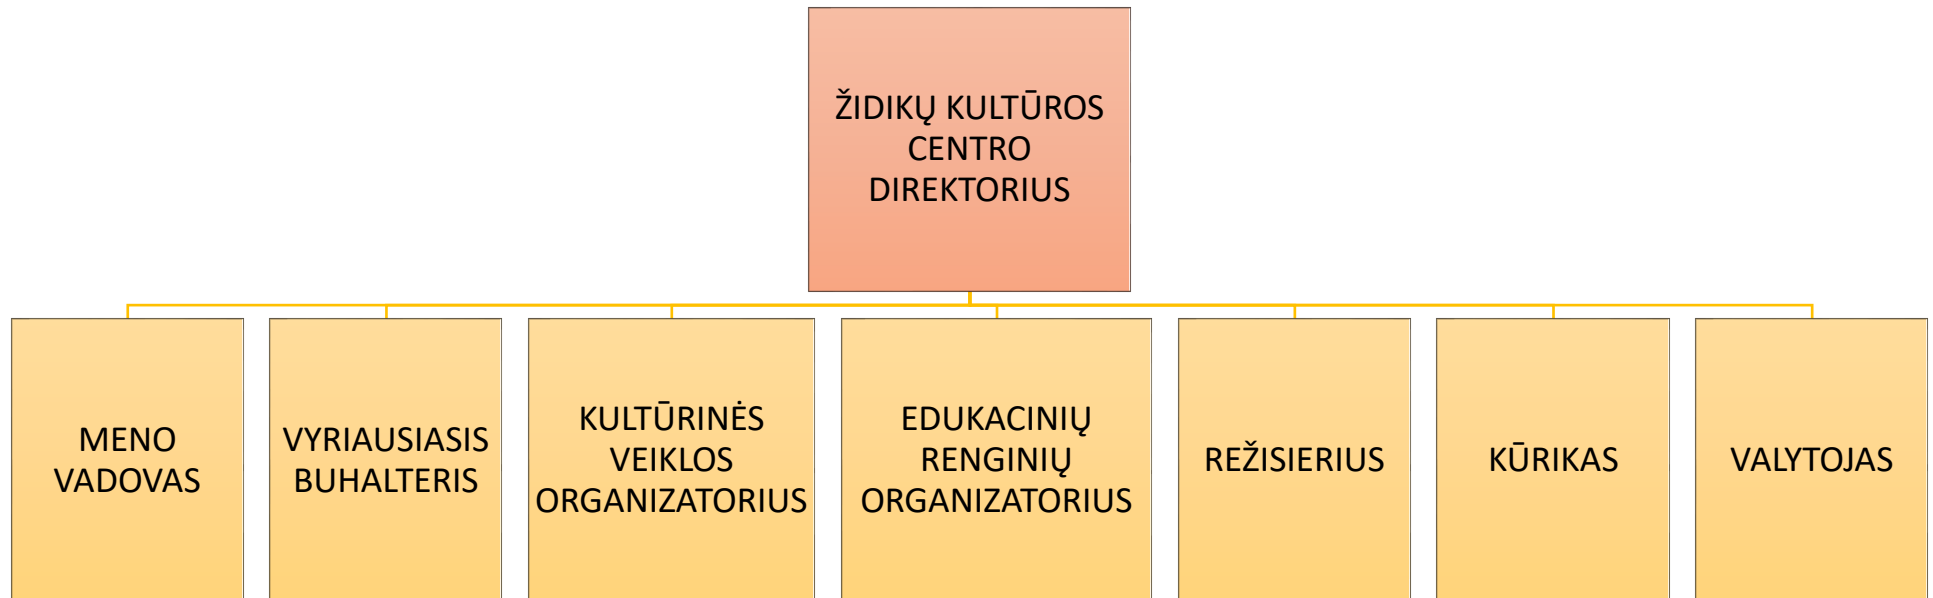 ŽIDIKŲ KULTŪROS
CENTRO
DIREKTORIUS
MENO
VADOVAS
VYRIAUSIASIS
BUHALTERIS
KULTŪRINĖS
VEIKLOS
ORGANIZATORIUS
EDUKACINIŲ
RENGINIŲ
ORGANIZATORIUS
REŽISIERIUS
KŪRIKAS
VALYTOJAS